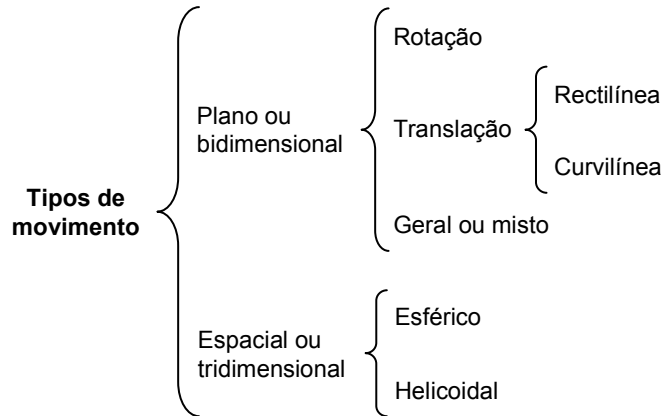 Tipos de
movimento
Plano ou
bidimensional
Rotação
Translação
Rectilínea
Curvilínea
Geral ou misto
Espacial ou
tridimensional
Esférico
Helicoidal